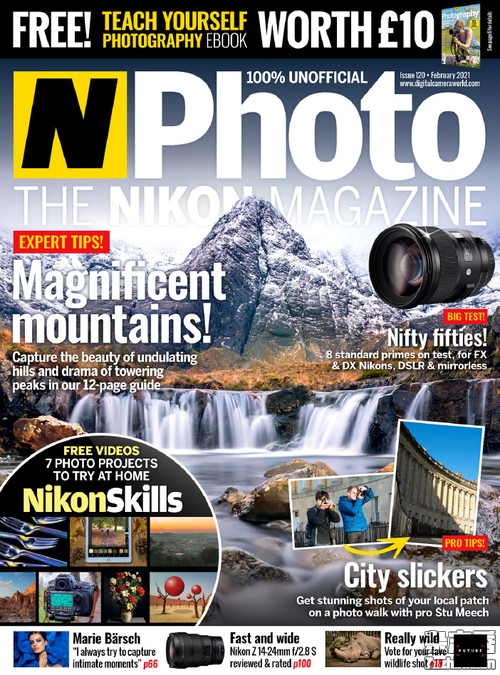 FREE! TEACH YOURSELF PHOTOGRAPHY EBOOK WORTH £10
Photography
100% UNOFFICIAL
Issue 120 • February 2021
www.digitalcameraworld.com
N Photo
THE NIKON MAGAZINE
EXPERT TIPS!
Magnificent
mountains!
Capture the beauty of undulating
hills and drama of towering
peaks in our 12-page guide
BIG TEST!
Nifty fifties!
8 standard primes on test, for FX
& DX Nikons, DSLR & mirrorless
FREE VIDEOS
7 PHOTO PROJECTS
TO TRY AT HOME
NikonSkills
PRO TIPS!
City slickers
Get stunning shots of your local patch
on a photo walk with pro Stu Meech
Marie Bärsch
"I always try to capture
intimate moments" p66
Fast and wide
Nikon Z 14-24mm f/2.8 S
reviewed & rated p100
Really wild
Vote for your fave
wildlife shot
FUTURE